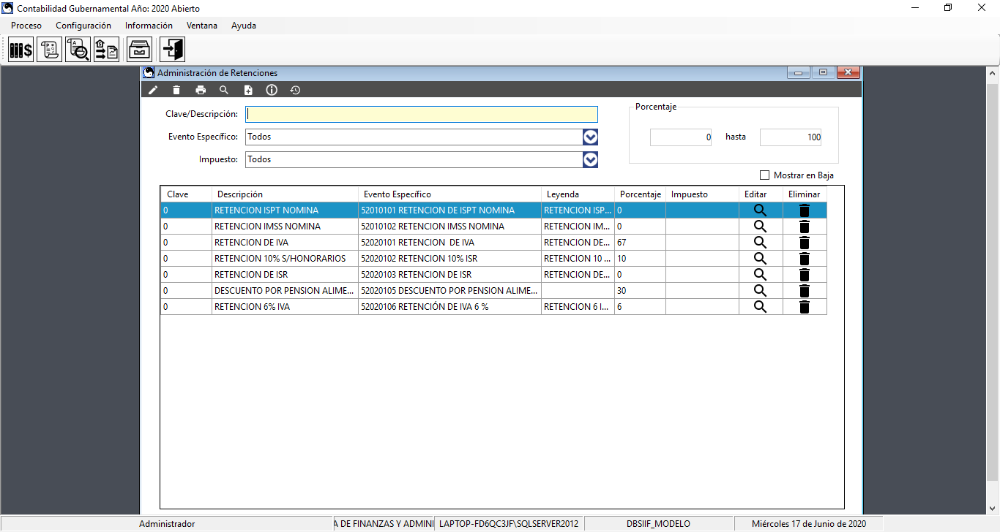 Contabilidad Gubernamental Año: 2020 Abierto
Proceso Configuración Información Ventana Ayuda
Administración de Retenciones
Clave/Descripción:
Evento Específico: Todos
Impuesto: Todos
Porcentaje
0 hasta 100
Mostrar en Baja
Clave Descripción Evento Específico Leyenda Porcentaje Impuesto Editar Eliminar
0 RETENCION ISPT NOMINA 52010101 RETENCION DE ISPT NOMINA RETENCION ISP... 0
0 RETENCION IMSS NOMINA 52010102 RETENCION IMSS NOMINA RETENCION IM... 0
0 RETENCION DE IVA 52020101 RETENCION  DE IVA RETENCION DE... 67
0 RETENCION 10% S/HONORARIOS 52020102 RETENCION 10% ISR RETENCION 10 ... 10
0 RETENCION DE ISR 52020103 RETENCION DE ISR RETENCION DE... 0
0 DESCUENTO POR PENSION ALIME... 52020105 DESCUENTO POR PENSION ALIME... 30
0 RETENCION 6% IVA 52020106 RETENCIÓN DE IVA 6 % RETENCION 6 I... 6
Administrador A DE FINANZAS Y ADMINI LAPTOP-FD6QC3JF\SQLSERVER2012 DBSIIF_MODELO Miércoles 17 de Junio de 2020